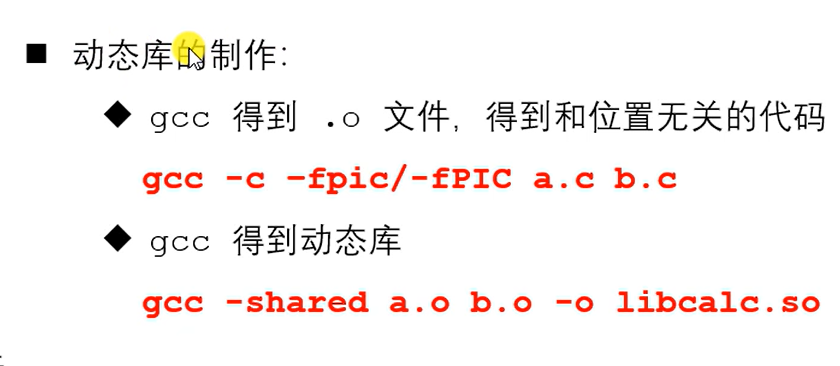 ■ 动态库的制作:
◆ gcc 得到 .o 文件, 得到和位置无关的代码
gcc -c –fpic/-fPIC a.c b.c
◆ gcc 得到动态库
gcc -shared a.o b.o -o libcalc.so